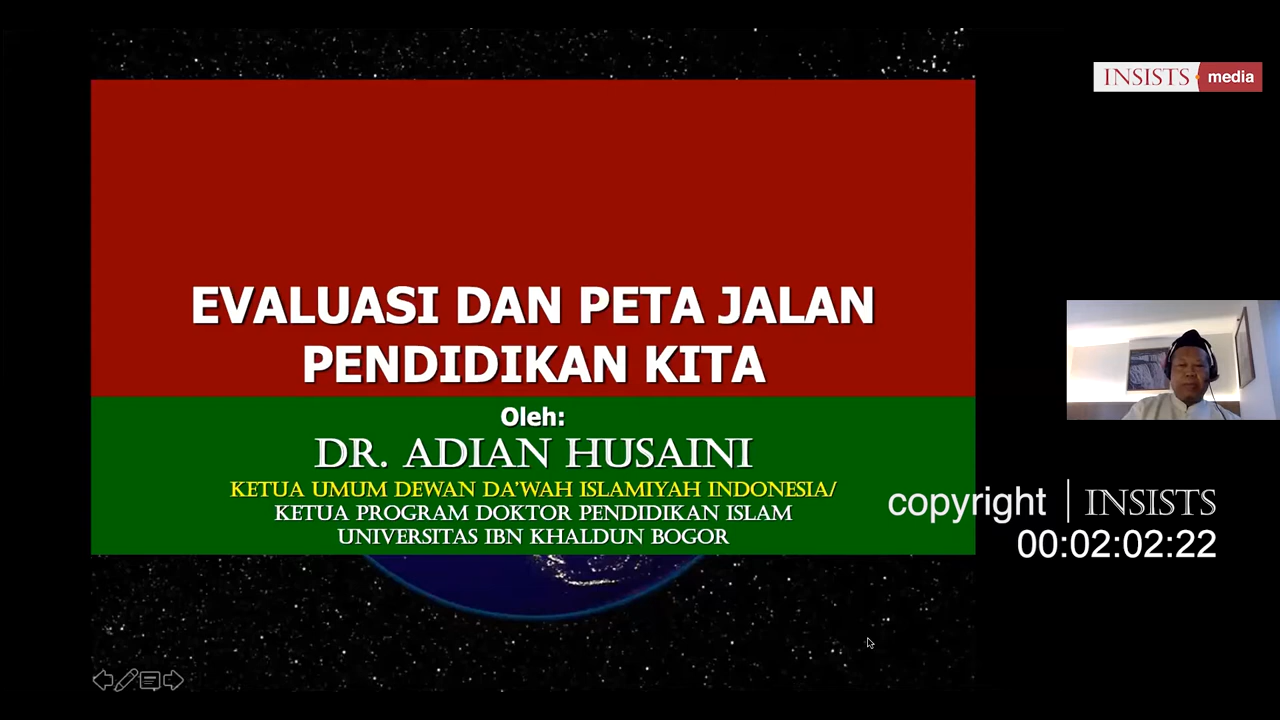 INSISTS media
EVALUASI DAN PETA JALAN
PENDIDIKAN KITA
Oleh:
DR. ADIAN HUSAINI
KETUA UMUM DEWAN DA'WAH ISLAMIYAH INDONESIA/
KETUA PROGRAM DOKTOR PENDIDIKAN ISLAM
UNIVERSITAS IBN KHALDUN BOGOR
copyright | INSISTS
00:02:02:22